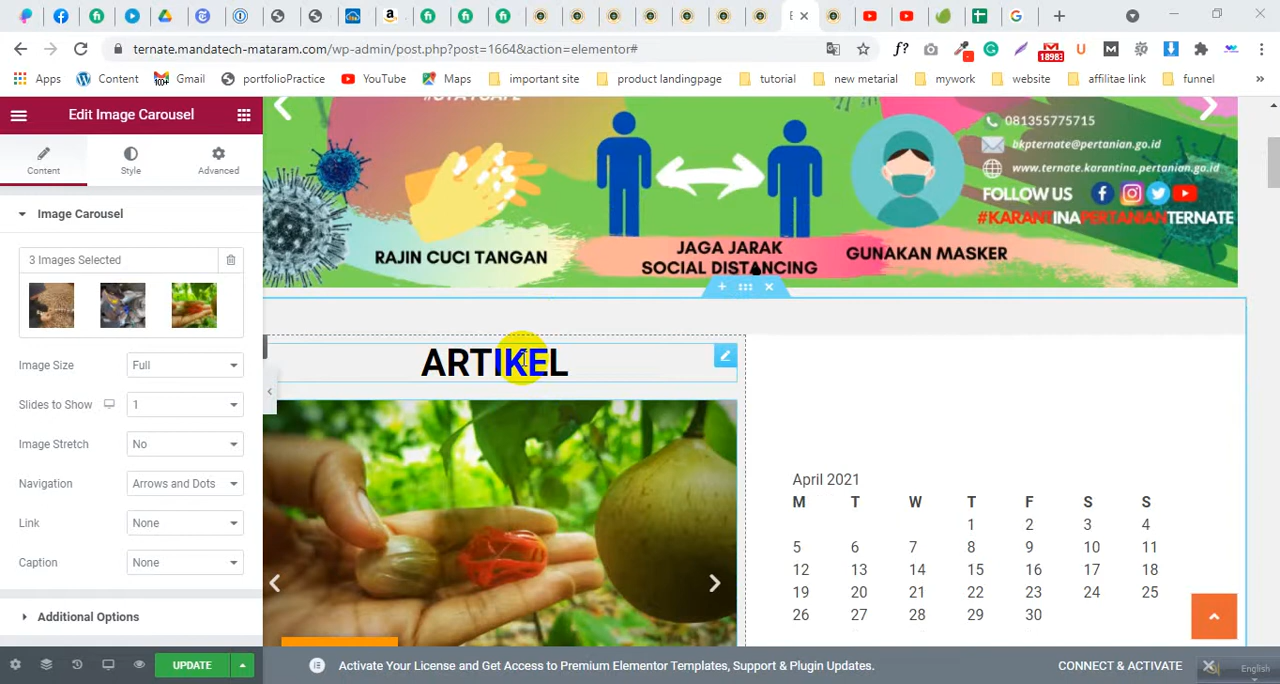 E
ternate.mandatech-mataram.com/wp-admin/post.php?post=1664&action=elementor#
f?
18983
Apps
Content
Gmail
portfolioPractice
YouTube
Maps
important site
product landingpage
tutorial
new metarial
mywork
website
affilitae link
funnel
»
Edit Image Carousel
Content
Style
Advanced
Image Carousel
3 Images Selected
Image Size
Full
Slides to Show
1
Image Stretch
No
Navigation
Arrows and Dots
Link
None
Caption
None
Additional Options
UPDATE
081355775715
bkpternate@pertanian.go.id
www.ternate.karantina.pertanian.go.id
FOLLOW US
#KARANTINAPERTANIANTERNATE
RAJIN CUCI TANGAN
JAGA JARAK
SOCIAL DISTANCING
GUNAKAN MASKER
ARTIKEL
April 2021
M T W T F S S
1 2 3 4
5 6 7 8 9 10 11
12 13 14 15 16 17 18
19 20 21 22 23 24 25
26 27 28 29 30
Activate Your License and Get Access to Premium Elementor Templates, Support & Plugin Updates.
CONNECT & ACTIVATE
English